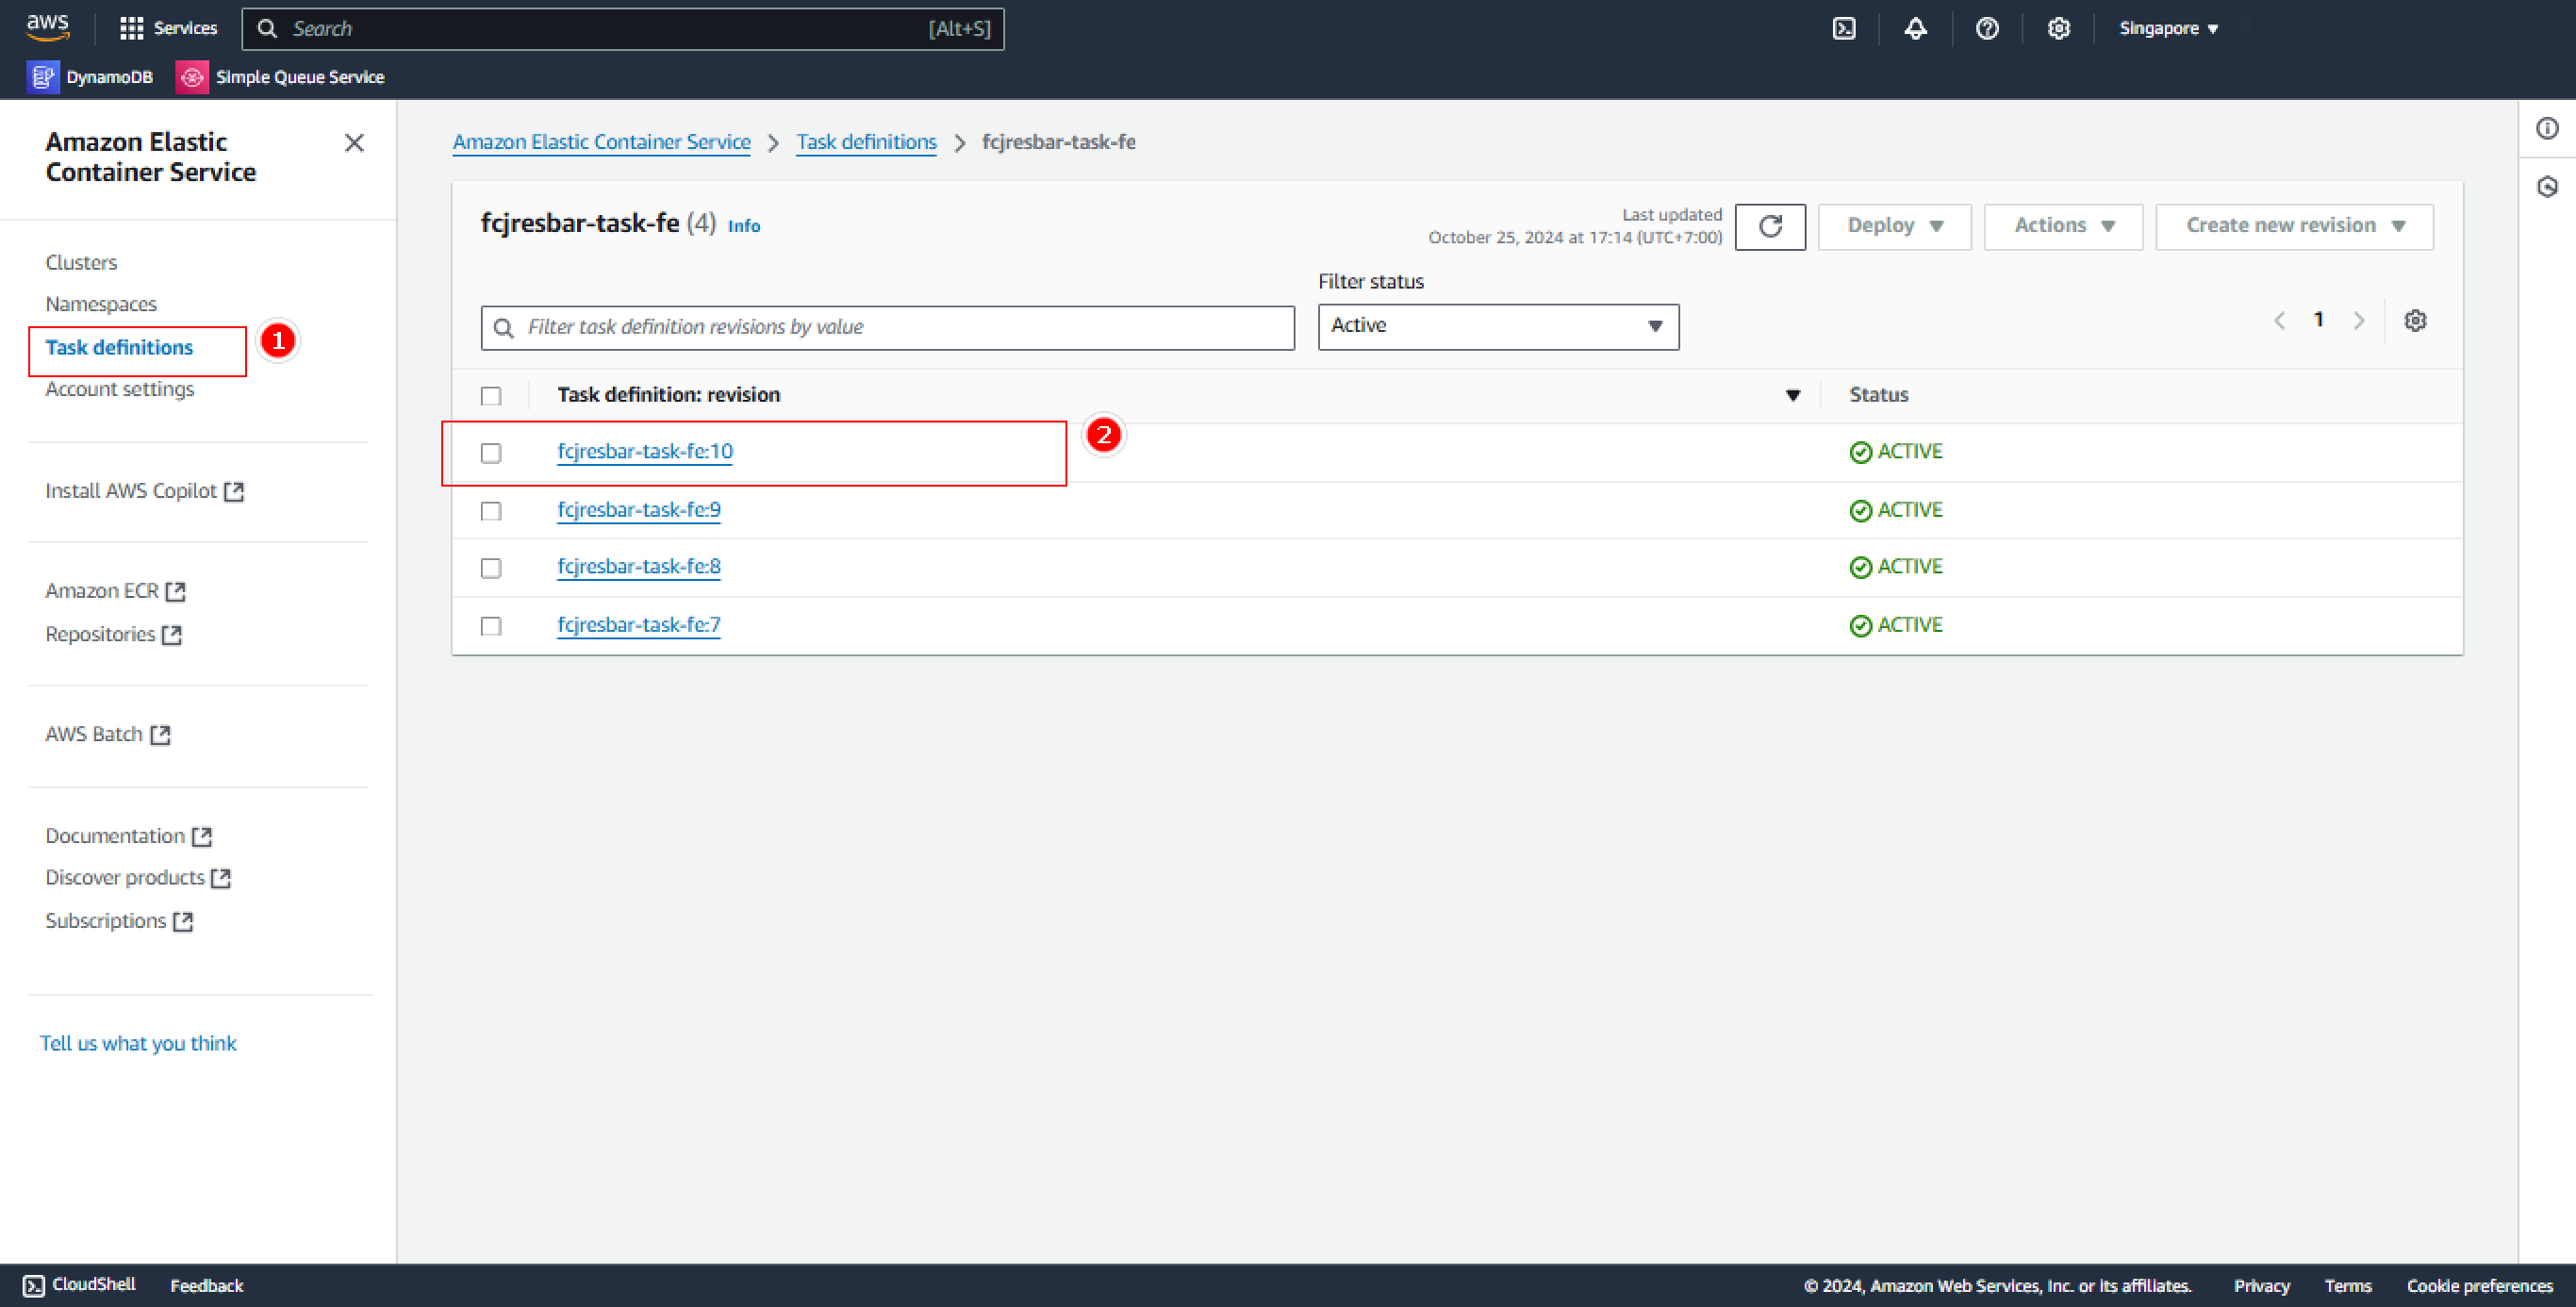 aws
Services
Search
[Alt+S]
Singapore
DynamoDB
Simple Queue Service
Amazon Elastic
Container Service
Clusters
Namespaces
Task definitions
1
Account settings
Install AWS Copilot
Amazon ECR
Repositories
AWS Batch
Documentation
Discover products
Subscriptions
Tell us what you think
Amazon Elastic Container Service > Task definitions > fcjresbar-task-fe
fcjresbar-task-fe (4) Info
Last updated
October 25, 2024 at 17:14 (UTC+7:00)
Deploy
Actions
Create new revision
Filter status
Filter task definition revisions by value
Active
1
Task definition: revision
Status
fcjresbar-task-fe:10
2
ACTIVE
fcjresbar-task-fe:9
ACTIVE
fcjresbar-task-fe:8
ACTIVE
fcjresbar-task-fe:7
ACTIVE
CloudShell
Feedback
© 2024, Amazon Web Services, Inc. or its affiliates.
Privacy
Terms
Cookie preferences